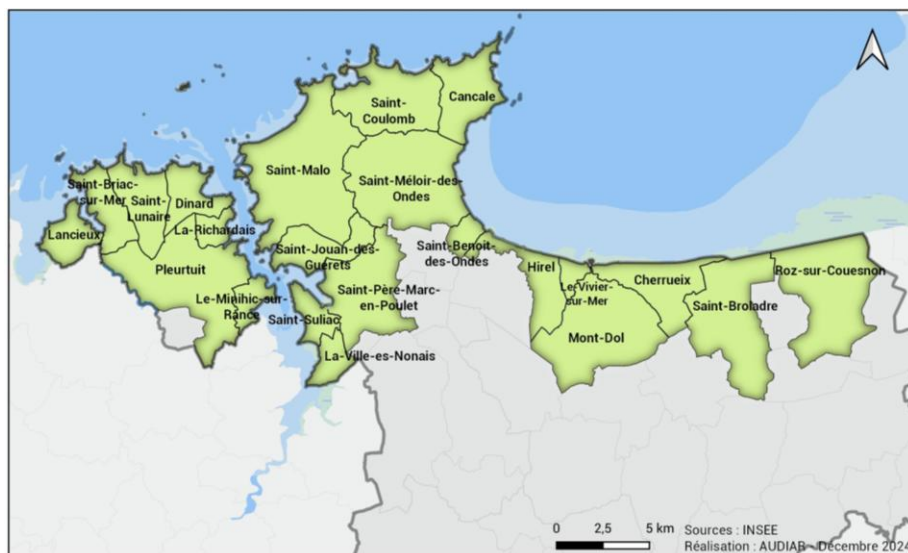 Saint-
Coulomb
Cancale
Saint-Malo
Saint-Méloir-des-
Ondes
Saint-Briac-
sur-Mer
Saint-
Lunaire
Dinard
La-Richardais
Lancieux
Pleurtuit
Saint-Jouan-des-
Guérets
Saint-Benoit-
des-Ondes
Hirel
Le-Vivier-
sur-Mer
Cherrueix
Roz-sur-Couesnon
Le-Minihic-sur-
Rance
Saint-Père-Marc-
en-Poulet
Saint-Suliac
Saint-Broladre
Mont-Dol
La-Ville-es-Nonais
0 2,5 5 km
Sources : INSEE
Réalisation : AUDIAR - Décembre 2024